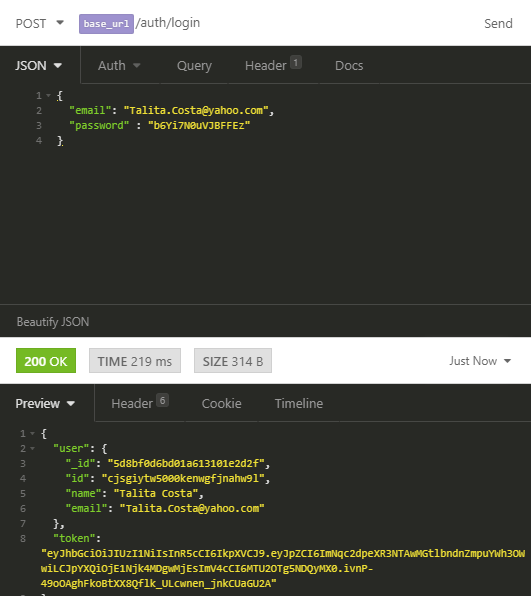 POST base_url /auth/login Send
JSON Auth Query Header 1 Docs
1 {
2 "email": "Talita.Costa@yahoo.com",
3 "password" : "b6Yi7N0uVJBFFEz"
4 }
Beautify JSON
200 OK TIME 219 ms SIZE 314 B Just Now
Preview Header 6 Cookie Timeline
1 {
2 "user": {
3 "_id": "5d8bf0d6bd01a613101e2d2f",
4 "id": "cjsgiytw5000kenwgfjnahw9l",
5 "name": "Talita Costa",
6 "email": "Talita.Costa@yahoo.com"
7 },
8 "token":
"eyJhbGciOiJIUzI1NiIsInR5cCI6IkpXVCJ9.eyJpZCI6ImNqc2dpeXR3NTAwMGtlbndnZmpuYWh3OW
wiLCJpYXQiOjE1Njk4MDgwMjEsImV4cCI6MTU2OTg5NDQyMX0.ivnP-
49oOAghFkoBtXX8Qflk_ULcwnen_jnkCUaGU2A"